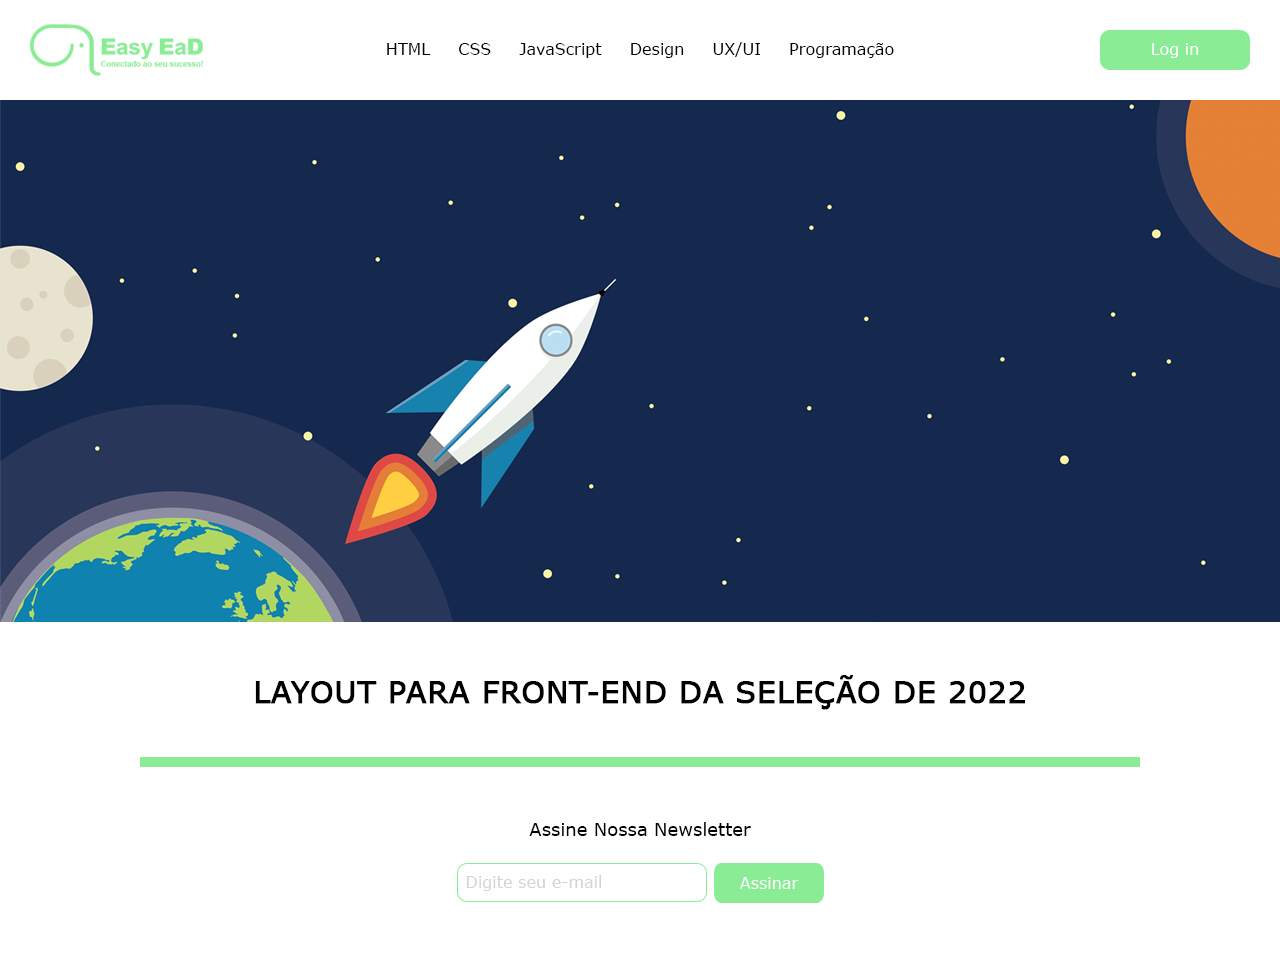 Easy EaD
Conectado ao seu sucesso!
HTML CSS JavaScript Design UX/UI Programação
Log in
LAYOUT PARA FRONT-END DA SELEÇÃO DE 2022
Assine Nossa Newsletter
Digite seu e-mail
Assinar